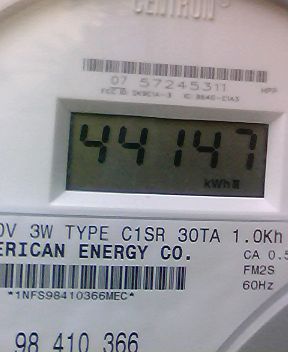 CENTRON
07 57245311
44147
kWh
0V 3W TYPE C1SR 30TA 1.0Kh
ERICAN ENERGY CO.
CA 0.5
FM2S
*1NFS98410366MEC*
60Hz
98 410 366